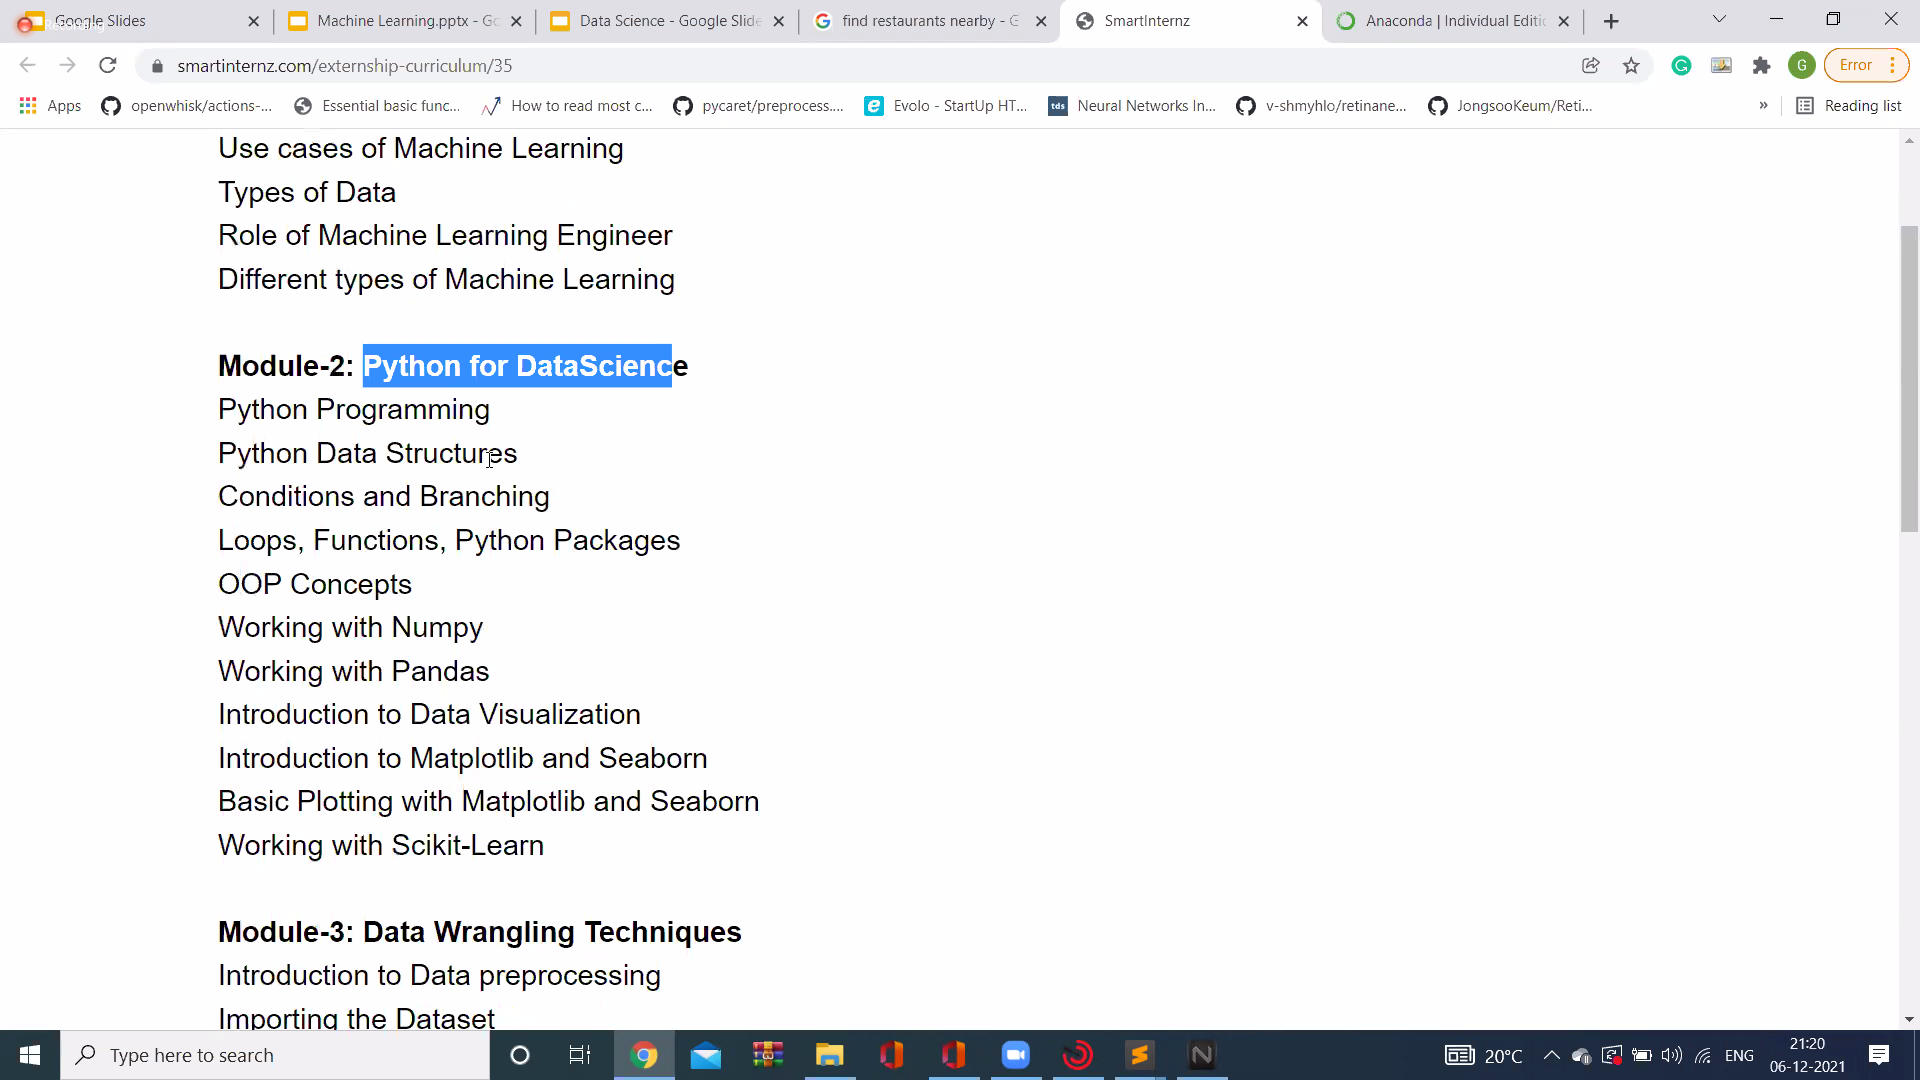 Google Slides
Machine Learning.pptx - Go
Data Science - Google Slide
find restaurants nearby - G
SmartInternz
Anaconda | Individual Editio
smartinternz.com/externship-curriculum/35
G
Error
Apps
openwhisk/actions-...
Essential basic func...
How to read most c...
pycaret/preprocess....
Evolo - StartUp HT...
tds
Neural Networks In...
v-shmyhlo/retinane...
JongsooKeum/Reti...
»
Reading list
Use cases of Machine Learning
Types of Data
Role of Machine Learning Engineer
Different types of Machine Learning
Module-2: Python for DataScience
Python Programming
Python Data Structures
Conditions and Branching
Loops, Functions, Python Packages
OOP Concepts
Working with Numpy
Working with Pandas
Introduction to Data Visualization
Introduction to Matplotlib and Seaborn
Basic Plotting with Matplotlib and Seaborn
Working with Scikit-Learn
Module-3: Data Wrangling Techniques
Introduction to Data preprocessing
Importing the Dataset
Type here to search
20°C
ENG
21:20
06-12-2021